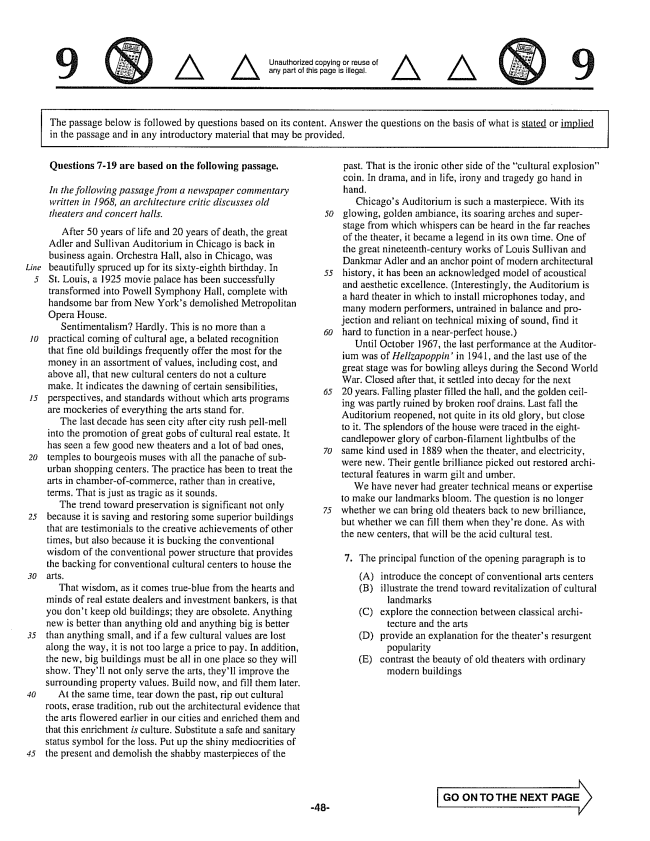 9
Unauthorized copying or reuse of
any part of this page is illegal.
9
The passage below is followed by questions based on its content. Answer the questions on the basis of what is stated or implied
in the passage and in any introductory material that may be provided.
Questions 7-19 are based on the following passage.
In the following passage from a newspaper commentary
written in 1968, an architecture critic discusses old
theaters and concert halls.
After 50 years of life and 20 years of death, the great
Adler and Sullivan Auditorium in Chicago is back in
business again. Orchestra Hall, also in Chicago, was
Line beautifully spruced up for its sixty-eighth birthday. In
5 St. Louis, a 1925 movie palace has been successfully
transformed into Powell Symphony Hall, complete with
handsome bar from New York's demolished Metropolitan
Opera House.
Sentimentalism? Hardly. This is no more than a
10 practical coming of cultural age, a belated recognition
that fine old buildings frequently offer the most for the
money in an assortment of values, including cost, and
above all, that new cultural centers do not a culture
make. It indicates the dawning of certain sensibilities,
15 perspectives, and standards without which arts programs
are mockeries of everything the arts stand for.
The last decade has seen city after city rush pell-mell
into the promotion of great gobs of cultural real estate. It
has seen a few good new theaters and a lot of bad ones,
20 temples to bourgeois muses with all the panache of sub-
urban shopping centers. The practice has been to treat the
arts in chamber-of-commerce, rather than in creative,
terms. That is just as tragic as it sounds.
The trend toward preservation is significant not only
25 because it is saving and restoring some superior buildings
that are testimonials to the creative achievements of other
times, but also because it is bucking the conventional
wisdom of the conventional power structure that provides
the backing for conventional cultural centers to house the
30 arts.
That wisdom, as it comes true-blue from the hearts and
minds of real estate dealers and investment bankers, is that
you don't keep old buildings; they are obsolete. Anything
new is better than anything old and anything big is better
35 than anything small, and if a few cultural values are lost
along the way, it is not too large a price to pay. In addition,
the new, big buildings must be all in one place so they will
show. They'll not only serve the arts, they'll improve the
surrounding property values. Build now, and fill them later.
40 At the same time, tear down the past, rip out cultural
roots, erase tradition, rub out the architectural evidence that
the arts flowered earlier in our cities and enriched them and
that this enrichment is culture. Substitute a safe and sanitary
status symbol for the loss. Put up the shiny mediocrities of
45 the present and demolish the shabby masterpieces of the
past. That is the ironic other side of the "cultural explosion"
coin. In drama, and in life, irony and tragedy go hand in
hand.
Chicago's Auditorium is such a masterpiece. With its
50 glowing, golden ambiance, its soaring arches and super-
stage from which whispers can be heard in the far reaches
of the theater, it became a legend in its own time. One of
the great nineteenth-century works of Louis Sullivan and
Dankmar Adler and an anchor point of modern architectural
55 history, it has been an acknowledged model of acoustical
and aesthetic excellence. (Interestingly, the Auditorium is
a hard theater in which to install microphones today, and
many modern performers, untrained in balance and pro-
jection and reliant on technical mixing of sound, find it
60 hard to function in a near-perfect house.)
Until October 1967, the last performance at the Auditor-
ium was of Hellzapoppin' in 1941, and the last use of the
great stage was for bowling alleys during the Second World
War. Closed after that, it settled into decay for the next
65 20 years. Falling plaster filled the hall, and the golden ceil-
ing was partly ruined by broken roof drains. Last fall the
Auditorium reopened, not quite in its old glory, but close
to it. The splendors of the house were traced in the eight-
candlepower glory of carbon-filament lightbulbs of the
70 same kind used in 1889 when the theater, and electricity,
were new. Their gentle brilliance picked out restored archi-
tectural features in warm gilt and umber.
We have never had greater technical means or expertise
to make our landmarks bloom. The question is no longer
75 whether we can bring old theaters back to new brilliance,
but whether we can fill them when they're done. As with
the new centers, that will be the acid cultural test.
7. The principal function of the opening paragraph is to
(A) introduce the concept of conventional arts centers
(B) illustrate the trend toward revitalization of cultural
landmarks
(C) explore the connection between classical archi-
tecture and the arts
(D) provide an explanation for the theater's resurgent
popularity
(E) contrast the beauty of old theaters with ordinary
modern buildings
-48-
GO ON TO THE NEXT PAGE